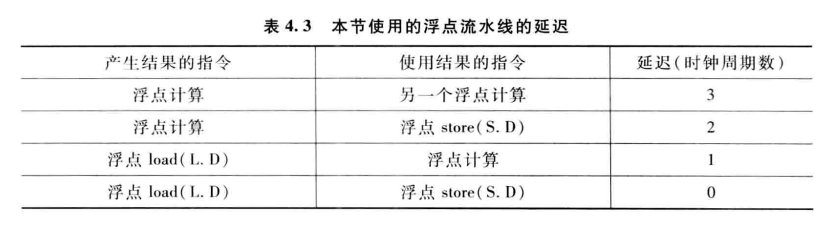 表 4.3 本节使用的浮点流水线的延迟
产生结果的指令 使用结果的指令 延迟(时钟周期数)
浮点计算 另一个浮点计算 3
浮点计算 浮点 store(S.D) 2
浮点 load(L.D) 浮点计算 1
浮点 load(L.D) 浮点 store(S.D) 0